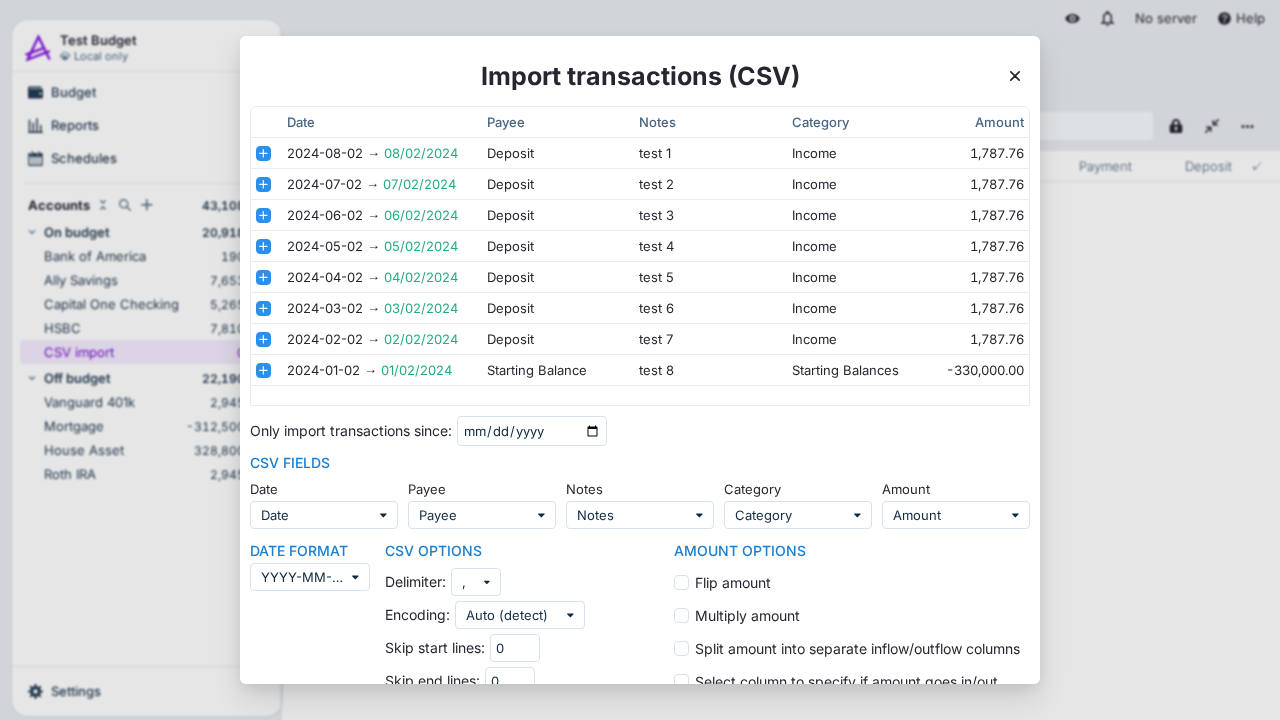 No server
Help
Test Budget
Local only
Budget
Reports
Schedules
Accounts
On budget
Bank of America
Ally Savings
Capital One Checking
HSBC
CSV import
Off budget
Vanguard 401k
Mortgage
House Asset
Roth IRA
Settings
Payment Deposit
Import transactions (CSV)
Date Payee Notes Category Amount
2024-08-02 → 08/02/2024 Deposit test 1 Income 1,787.76
2024-07-02 → 07/02/2024 Deposit test 2 Income 1,787.76
2024-06-02 → 06/02/2024 Deposit test 3 Income 1,787.76
2024-05-02 → 05/02/2024 Deposit test 4 Income 1,787.76
2024-04-02 → 04/02/2024 Deposit test 5 Income 1,787.76
2024-03-02 → 03/02/2024 Deposit test 6 Income 1,787.76
2024-02-02 → 02/02/2024 Deposit test 7 Income 1,787.76
2024-01-02 → 01/02/2024 Starting Balance test 8 Starting Balances -330,000.00
Only import transactions since: mm/dd/yyyy
CSV FIELDS
Date Payee Notes Category Amount
Date Payee Notes Category Amount
DATE FORMAT
YYYY-MM-...
CSV OPTIONS
Delimiter: ,
Encoding: Auto (detect)
Skip start lines: 0
Skip end lines: 0
AMOUNT OPTIONS
Flip amount
Multiply amount
Split amount into separate inflow/outflow columns
Select column to specify if amount goes in/out